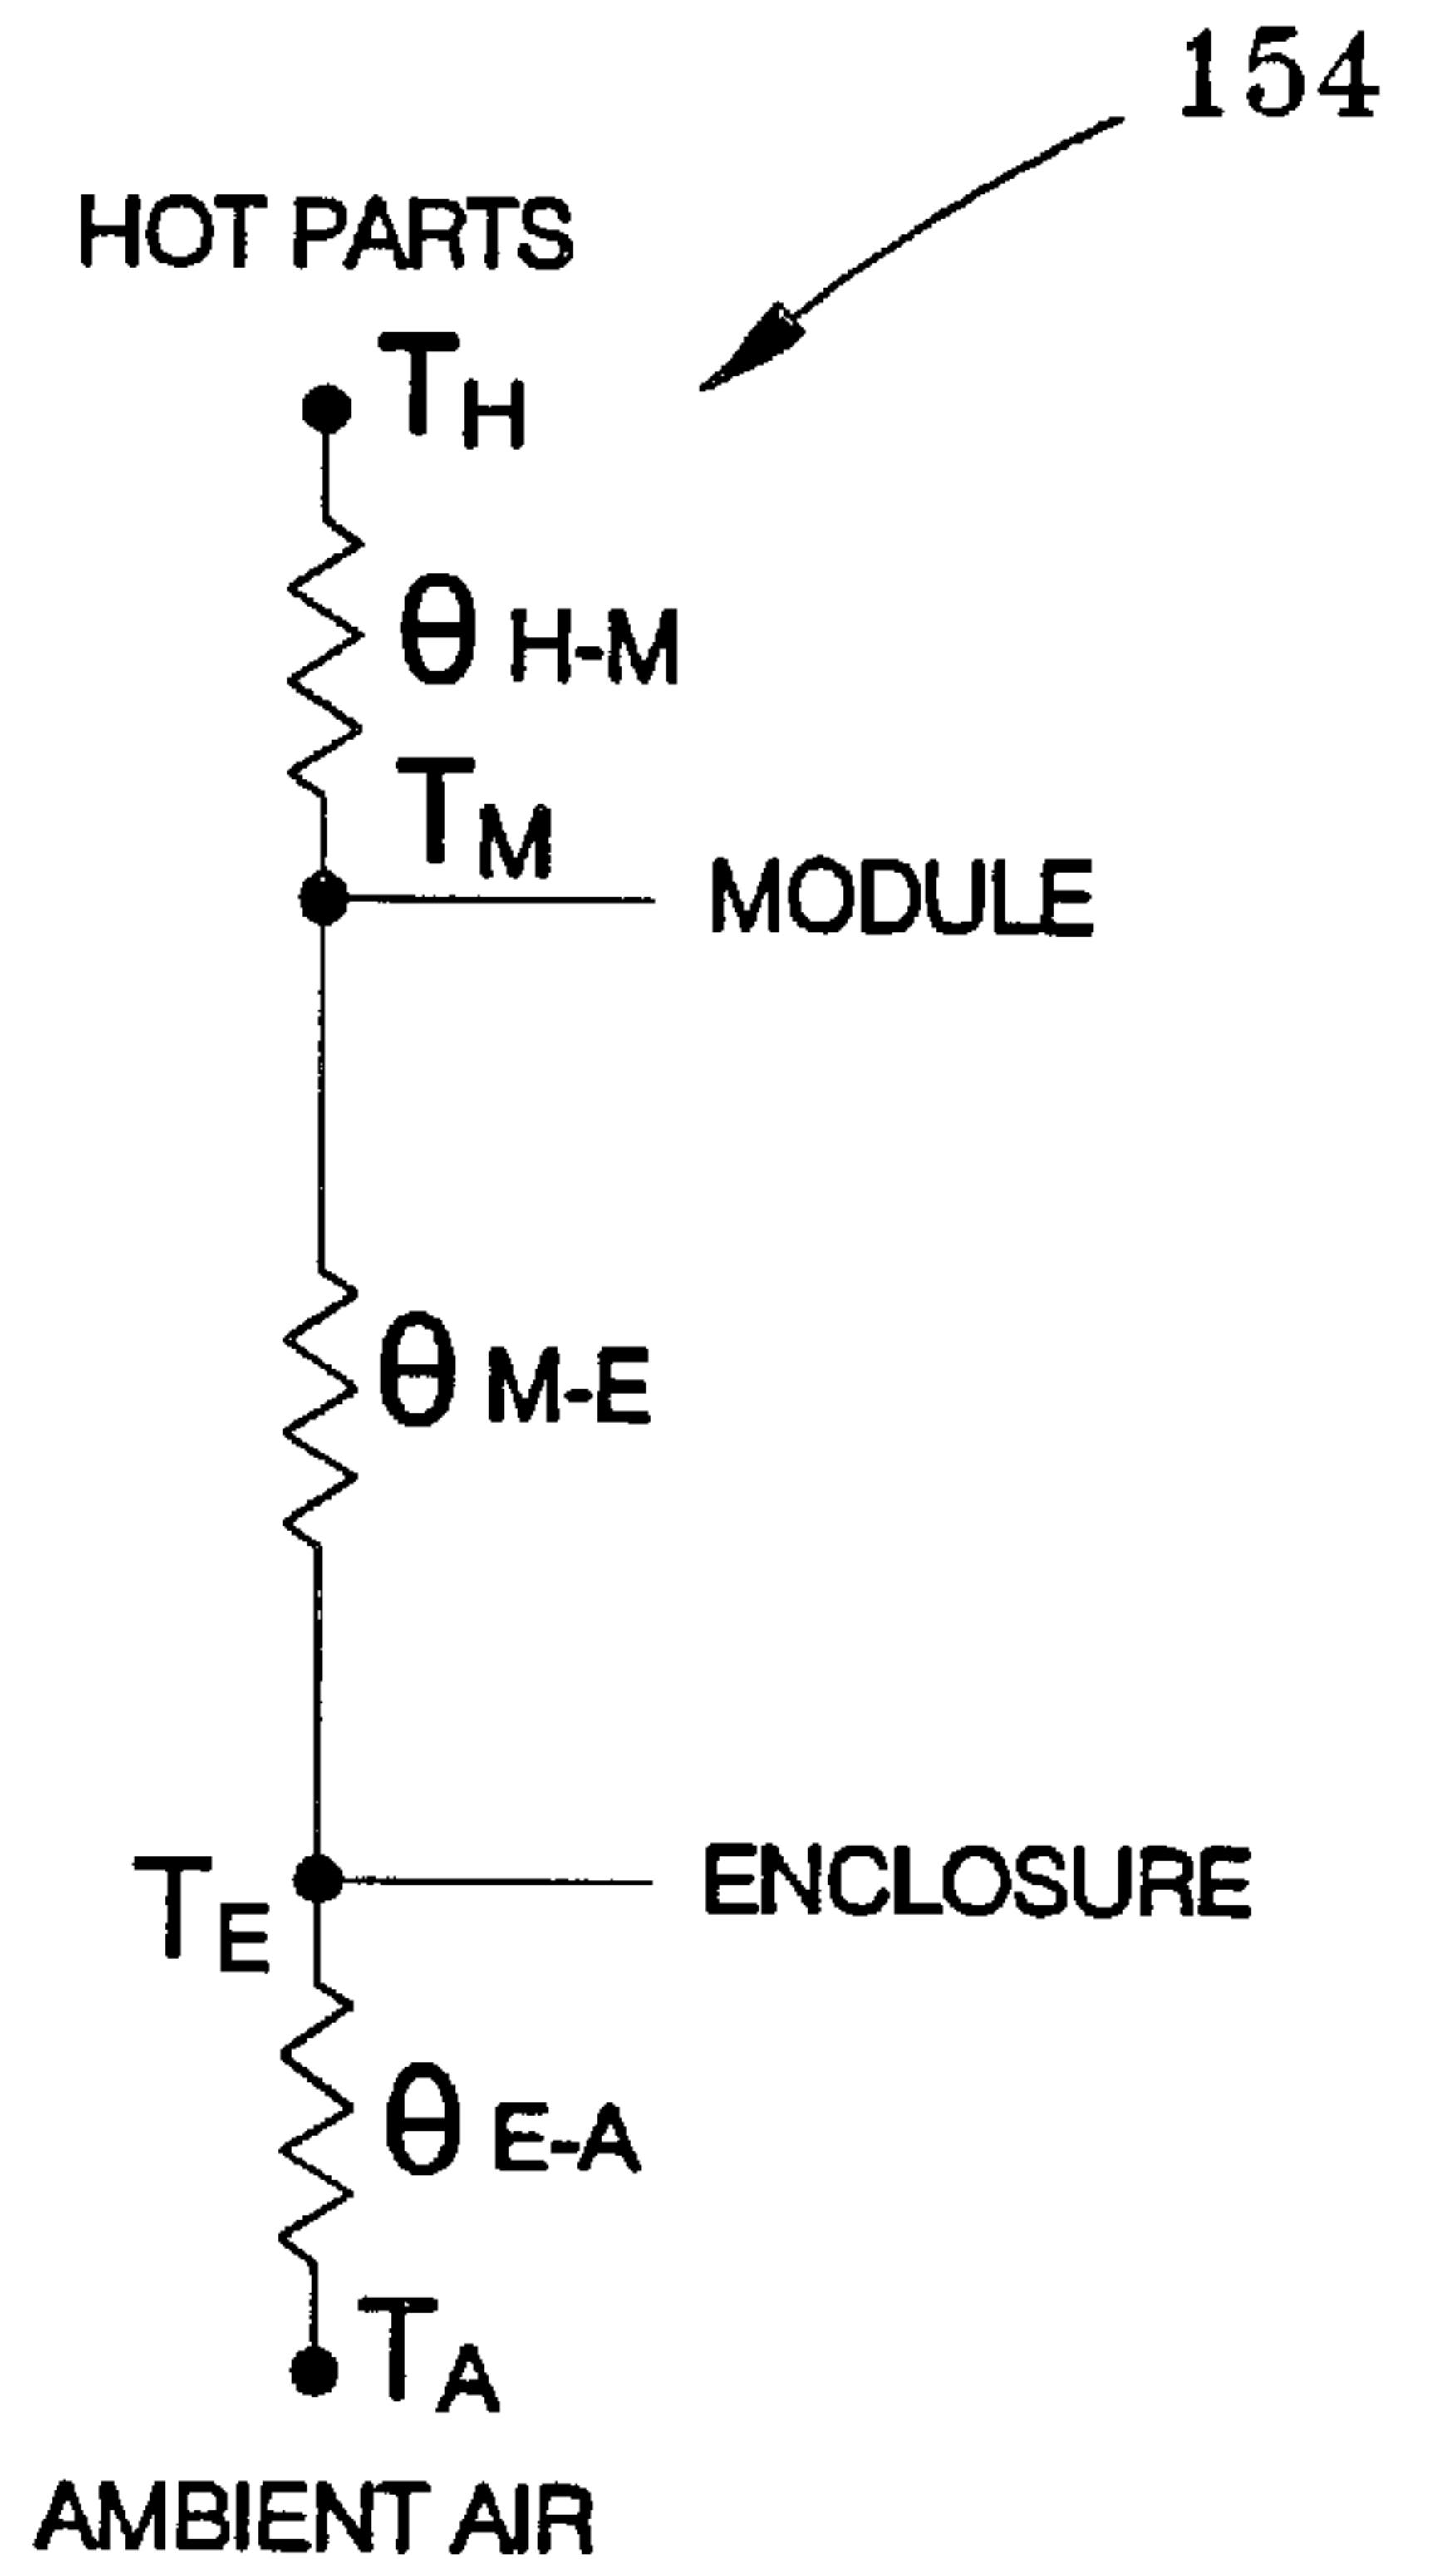 154
HOT PARTS
TH
θ H-M
TM
MODULE
θ M-E
TE
ENCLOSURE
θ E-A
TA
AMBIENT AIR